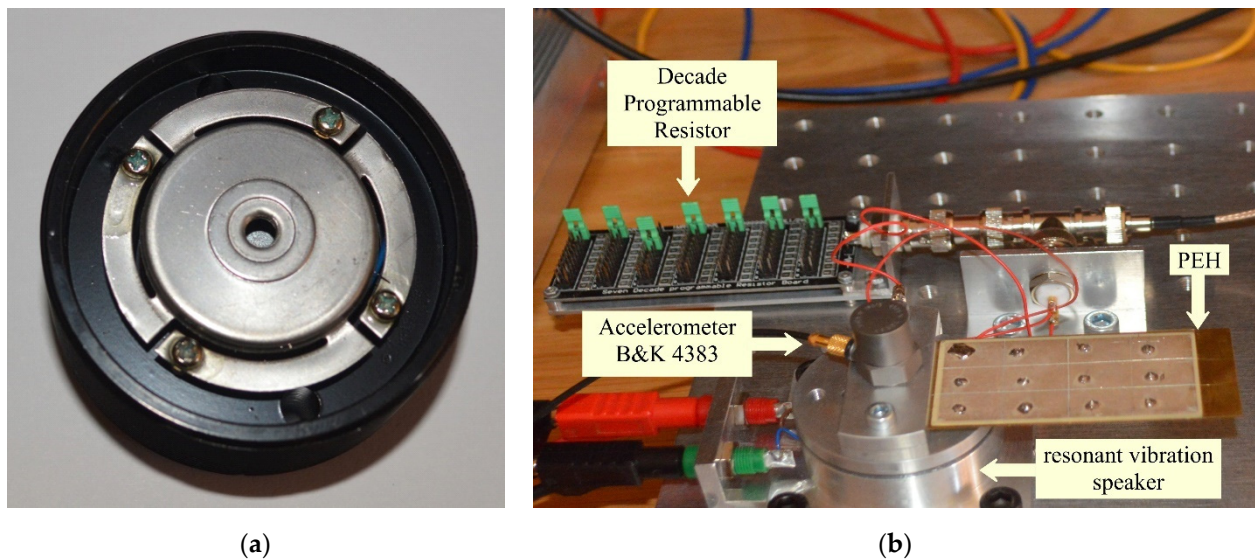 Decade
Programmable
Resistor
PEH
Seven Decade programmable Resistor Board
Accelerometer
B&K 4383
resonant vibration
speaker
(a)
(b)